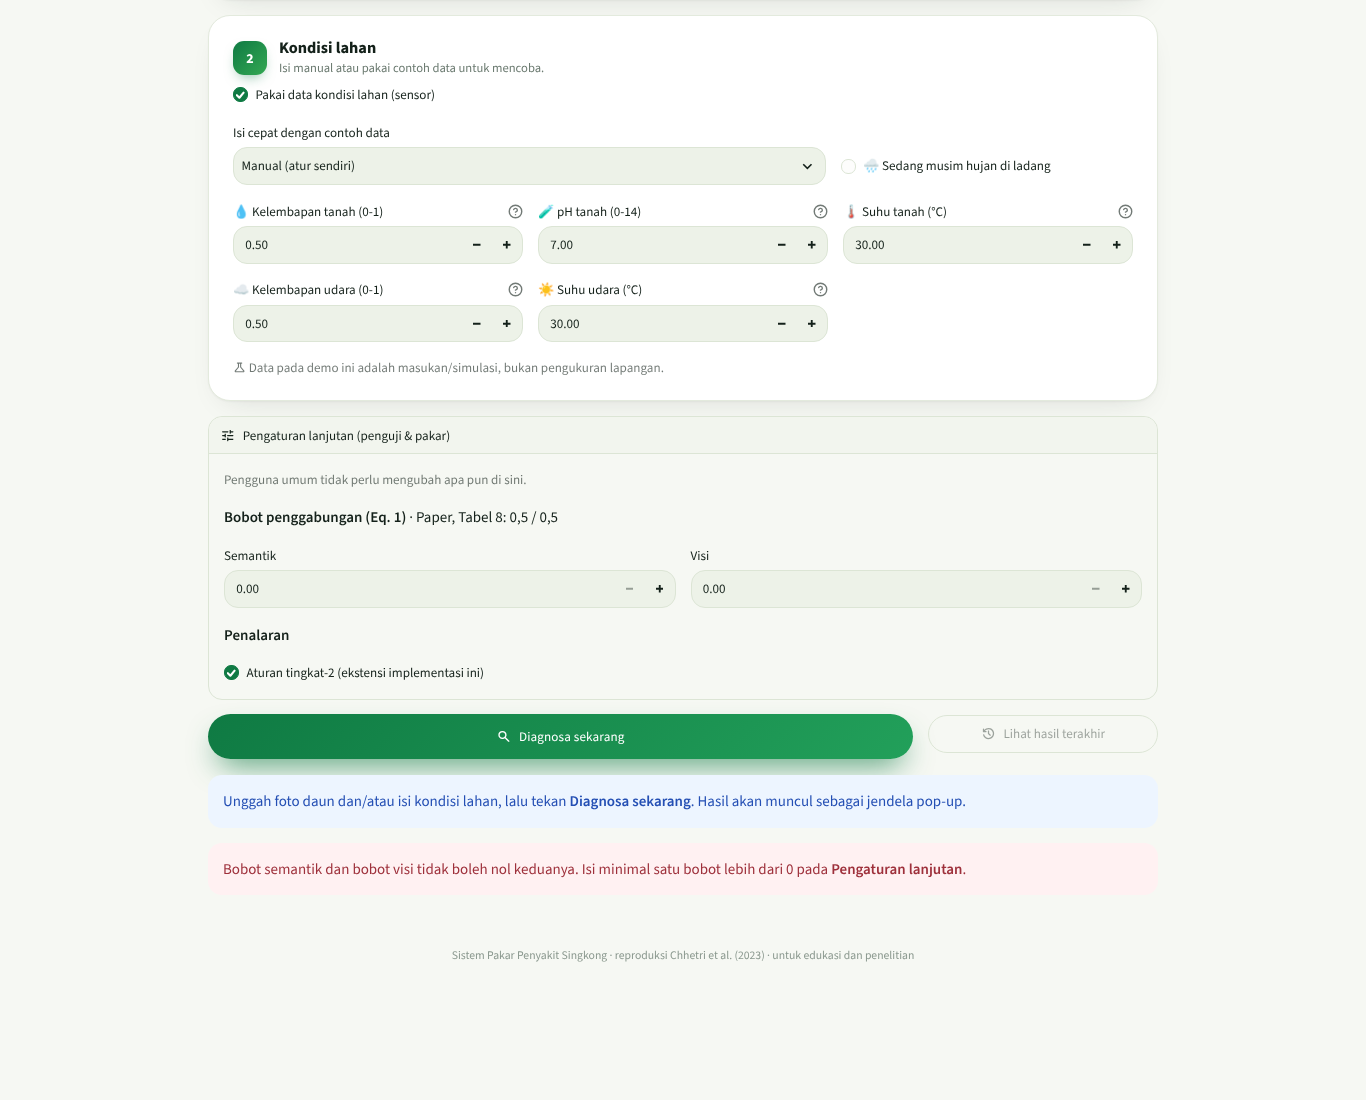 2
Kondisi lahan
Isi manual atau pakai contoh data untuk mencoba.
Pakai data kondisi lahan (sensor)
Isi cepat dengan contoh data
Manual (atur sendiri)
🌧️ Sedang musim hujan di ladang
💧 Kelembapan tanah (0-1)
🧪 pH tanah (0-14)
🌡️ Suhu tanah (°C)
0.50
7.00
30.00
☁️ Kelembapan udara (0-1)
☀️ Suhu udara (°C)
0.50
30.00
Data pada demo ini adalah masukan/simulasi, bukan pengukuran lapangan.
Pengaturan lanjutan (penguji & pakar)
Pengguna umum tidak perlu mengubah apa pun di sini.
Bobot penggabungan (Eq. 1) · Paper, Tabel 8: 0,5 / 0,5
Semantik
Visi
0.00
0.00
Penalaran
Aturan tingkat-2 (ekstensi implementasi ini)
Diagnosa sekarang
Lihat hasil terakhir
Unggah foto daun dan/atau isi kondisi lahan, lalu tekan Diagnosa sekarang. Hasil akan muncul sebagai jendela pop-up.
Bobot semantik dan bobot visi tidak boleh nol keduanya. Isi minimal satu bobot lebih dari 0 pada Pengaturan lanjutan.
Sistem Pakar Penyakit Singkong · reproduksi Chhetri et al. (2023) · untuk edukasi dan penelitian